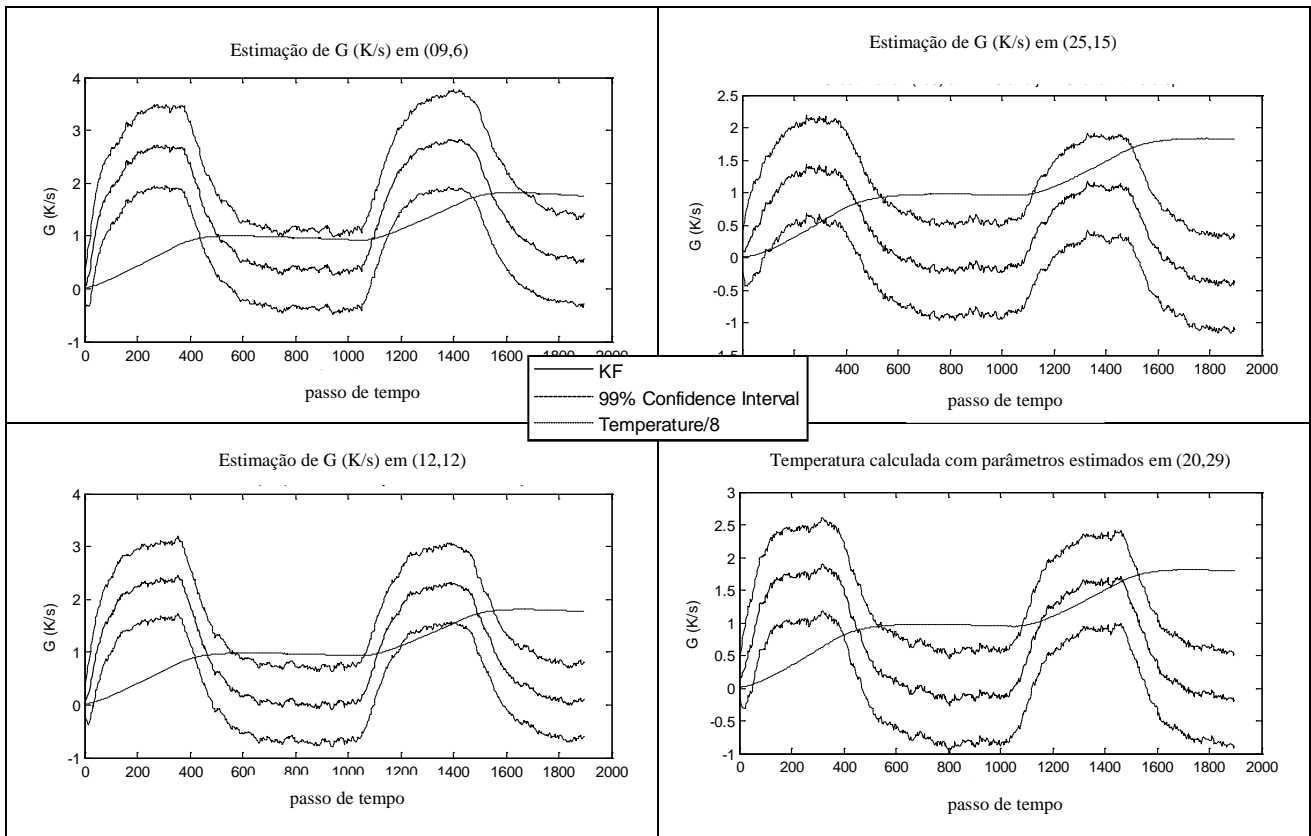 Estimação de G (K/s) em (09,6)
4
3
2
1
0
-1
G (K/s)
0 200 400 600 800 1000 1200 1400 1600 1800 2000
passo de tempo
Estimação de G (K/s) em (25,15)
2.5
2
1.5
1
0.5
0
-0.5
-1
-1.5
G (K/s)
400 600 800 1000 1200 1400 1600 1800 2000
passo de tempo
KF
99% Confidence Interval
Temperature/8
Estimação de G (K/s) em (12,12)
4
3
2
1
0
-1
G (K/s)
0 200 400 600 800 1000 1200 1400 1600 1800 2000
passo de tempo
Temperatura calculada com parâmetros estimados em (20,29)
3
2.5
2
1.5
1
0.5
0
-0.5
-1
G (K/s)
0 200 400 600 800 1000 1200 1400 1600 1800 2000
passo de tempo